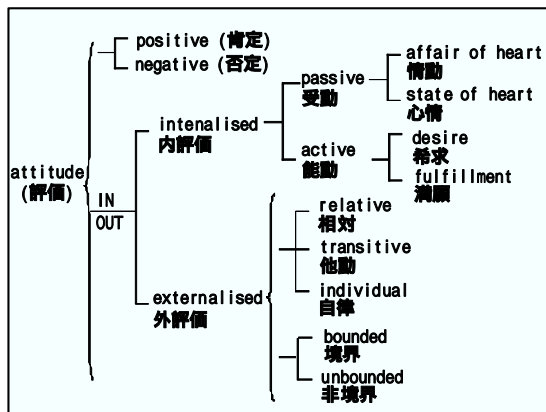 positive (肯定)
negative (否定)
attitude
(評価)
IN
OUT
intenalised
内評価
passive
受動
affair of heart
情動
state of heart
心情
active
能動
desire
希求
fulfillment
満願
externalised
外評価
relative
相対
transitive
他動
individual
自律
bounded
境界
unbounded
非境界